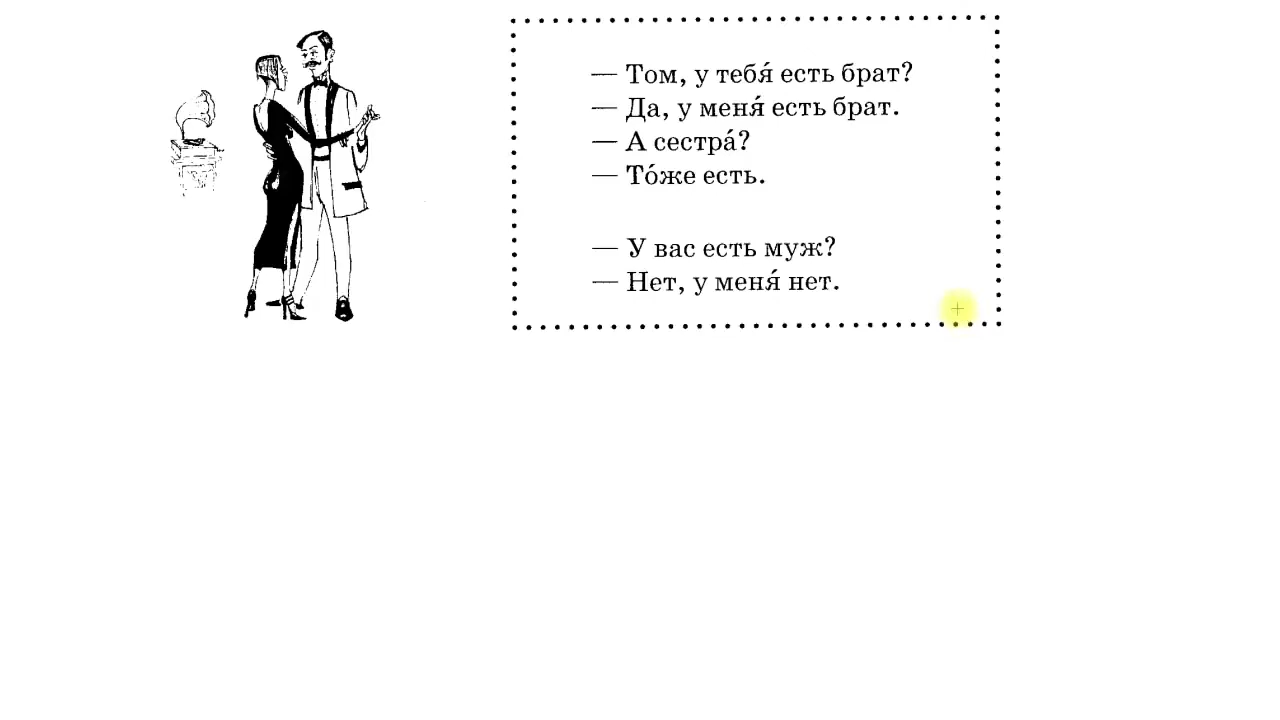 — Том, у тебя́ есть брат?
— Да, у меня́ есть брат.
— А сестра́?
— То́же есть.
— У вас есть муж?
— Нет, у меня́ нет.